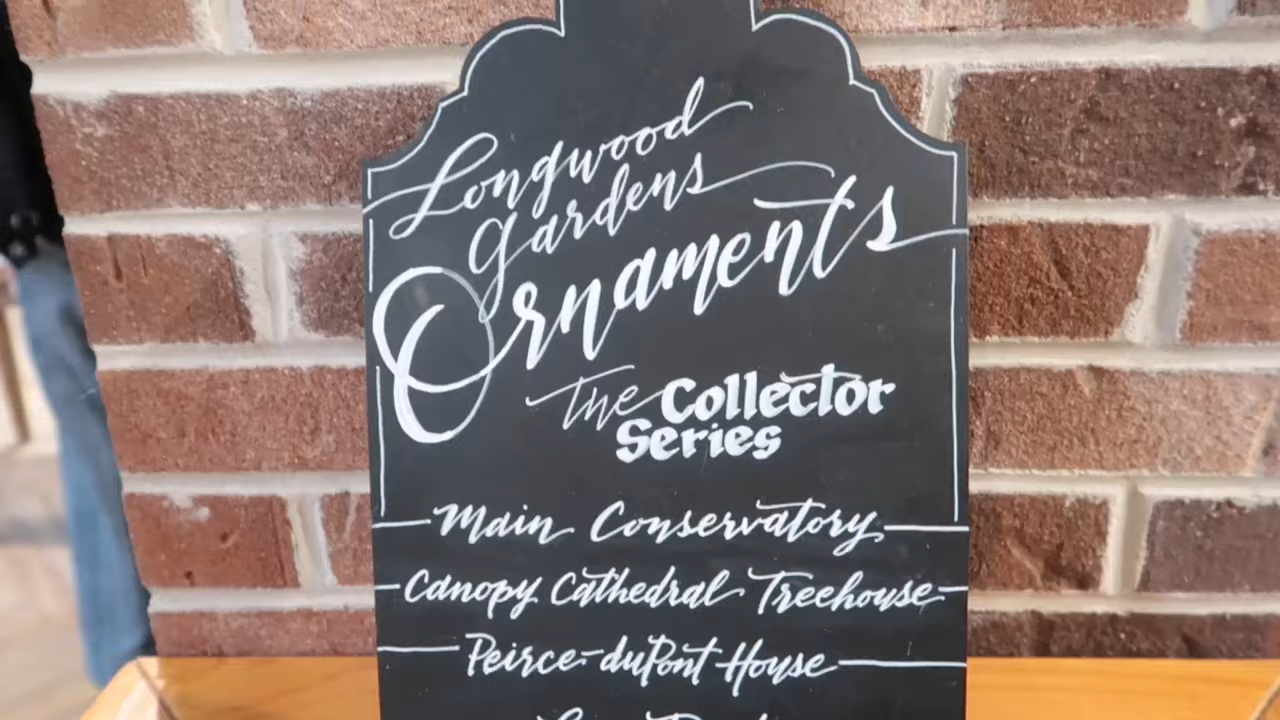 Longwood
Gardens
Ornaments
The Collector
Series
Main Conservatory
Canopy Cathedral Treehouse
Peirce-duPont House